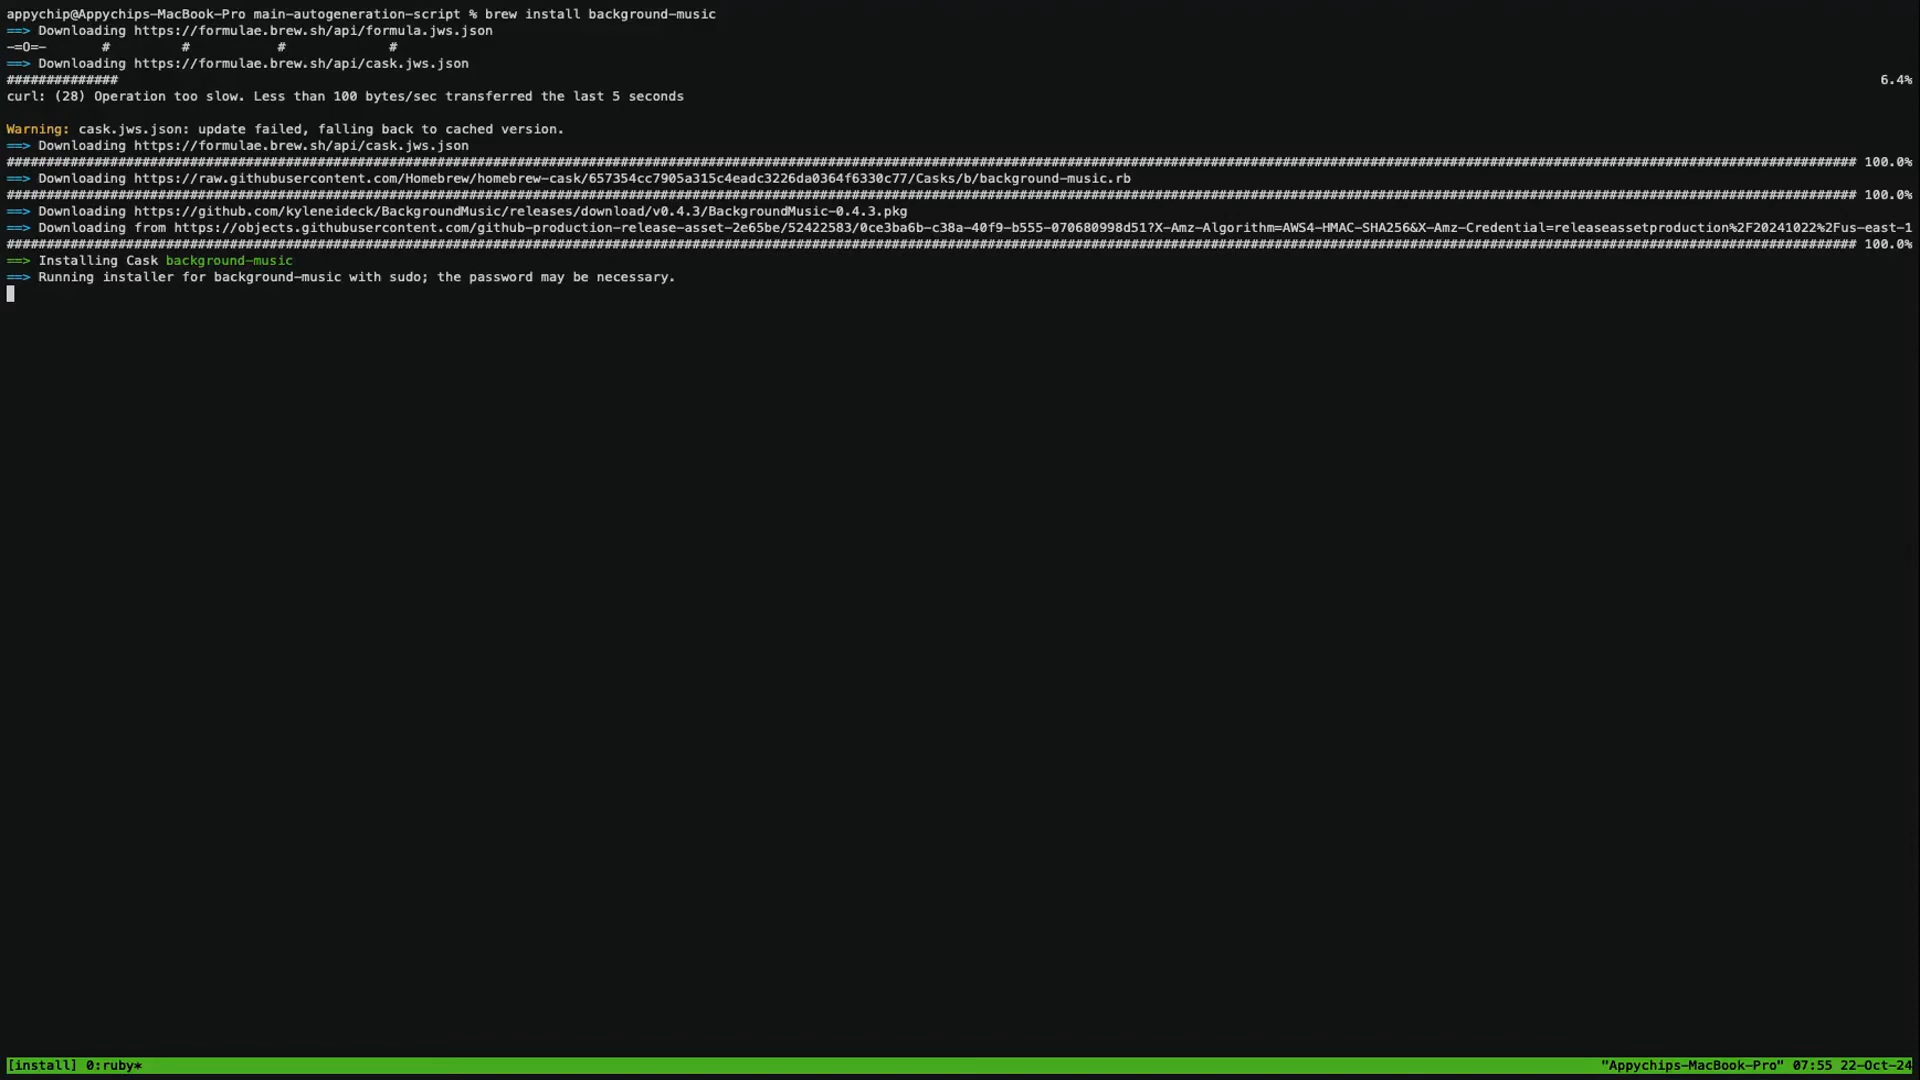 appychip@Appychips-MacBook-Pro main-autogeneration-script % brew install background-music
==> Downloading https://formulae.brew.sh/api/formula.jws.json
-=O=-       #         #           #             #
==> Downloading https://formulae.brew.sh/api/cask.jws.json
############## 6.4%
curl: (28) Operation too slow. Less than 100 bytes/sec transferred the last 5 seconds
Warning: cask.jws.json: update failed, falling back to cached version.
==> Downloading https://formulae.brew.sh/api/cask.jws.json
######################################################################## 100.0%
==> Downloading https://raw.githubusercontent.com/Homebrew/homebrew-cask/657354cc7905a315c4eadc3226da0364f6330c77/Casks/b/background-music.rb
######################################################################## 100.0%
==> Downloading https://github.com/kyleneideck/BackgroundMusic/releases/download/v0.4.3/BackgroundMusic-0.4.3.pkg
==> Downloading from https://objects.githubusercontent.com/github-production-release-asset-2e65be/52422583/0ce3ba6b-c38a-40f9-b555-070680998d51?X-Amz-Algorithm=AWS4-HMAC-SHA256&X-Amz-Credential=releaseassetproduction%2F20241022%2Fus-east-1
######################################################################## 100.0%
==> Installing Cask background-music
==> Running installer for background-music with sudo; the password may be necessary.
[install] 0:ruby* "Appychips-MacBook-Pro" 07:55 22-Oct-24